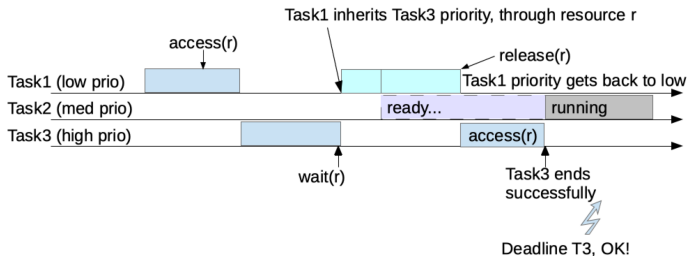 Task1 inherits Task3 priority, through resource r
access(r)
release(r)
Task1 (low prio)
Task1 priority gets back to low
Task2 (med prio)
ready...
running
Task3 (high prio)
access(r)
wait(r)
Task3 ends
successfully
Deadline T3, OK!